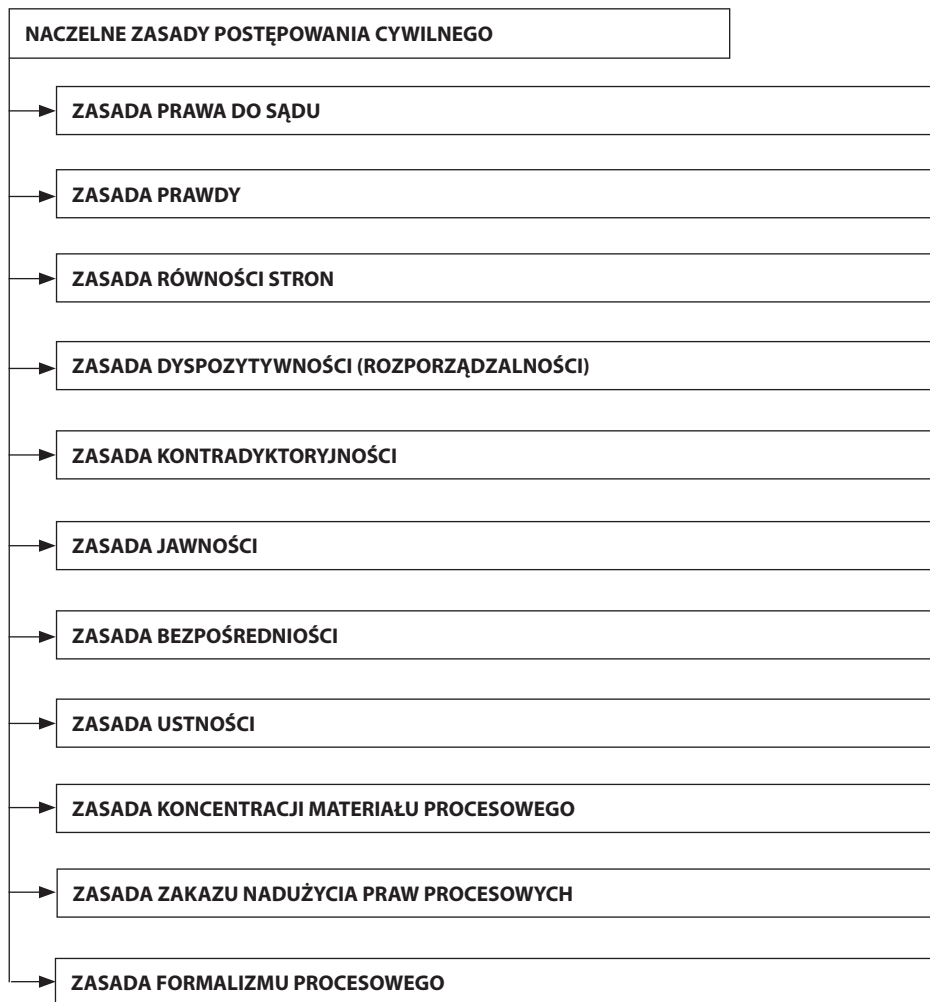 NACZELNE ZASADY POSTĘPOWANIA CYWILNEGO
ZASADA PRAWA DO SĄDU
ZASADA PRAWDY
ZASADA RÓWNOŚCI STRON
ZASADA DYSPOZYTYWNOŚCI (ROZPORZĄDZALNOŚCI)
ZASADA KONTRADYKTORYJNOŚCI
ZASADA JAWNOŚCI
ZASADA BEZPOŚREDNIOŚCI
ZASADA USTNOŚCI
ZASADA KONCENTRACJI MATERIAŁU PROCESOWEGO
ZASADA ZAKAZU NADUŻYCIA PRAW PROCESOWYCH
ZASADA FORMALIZMU PROCESOWEGO